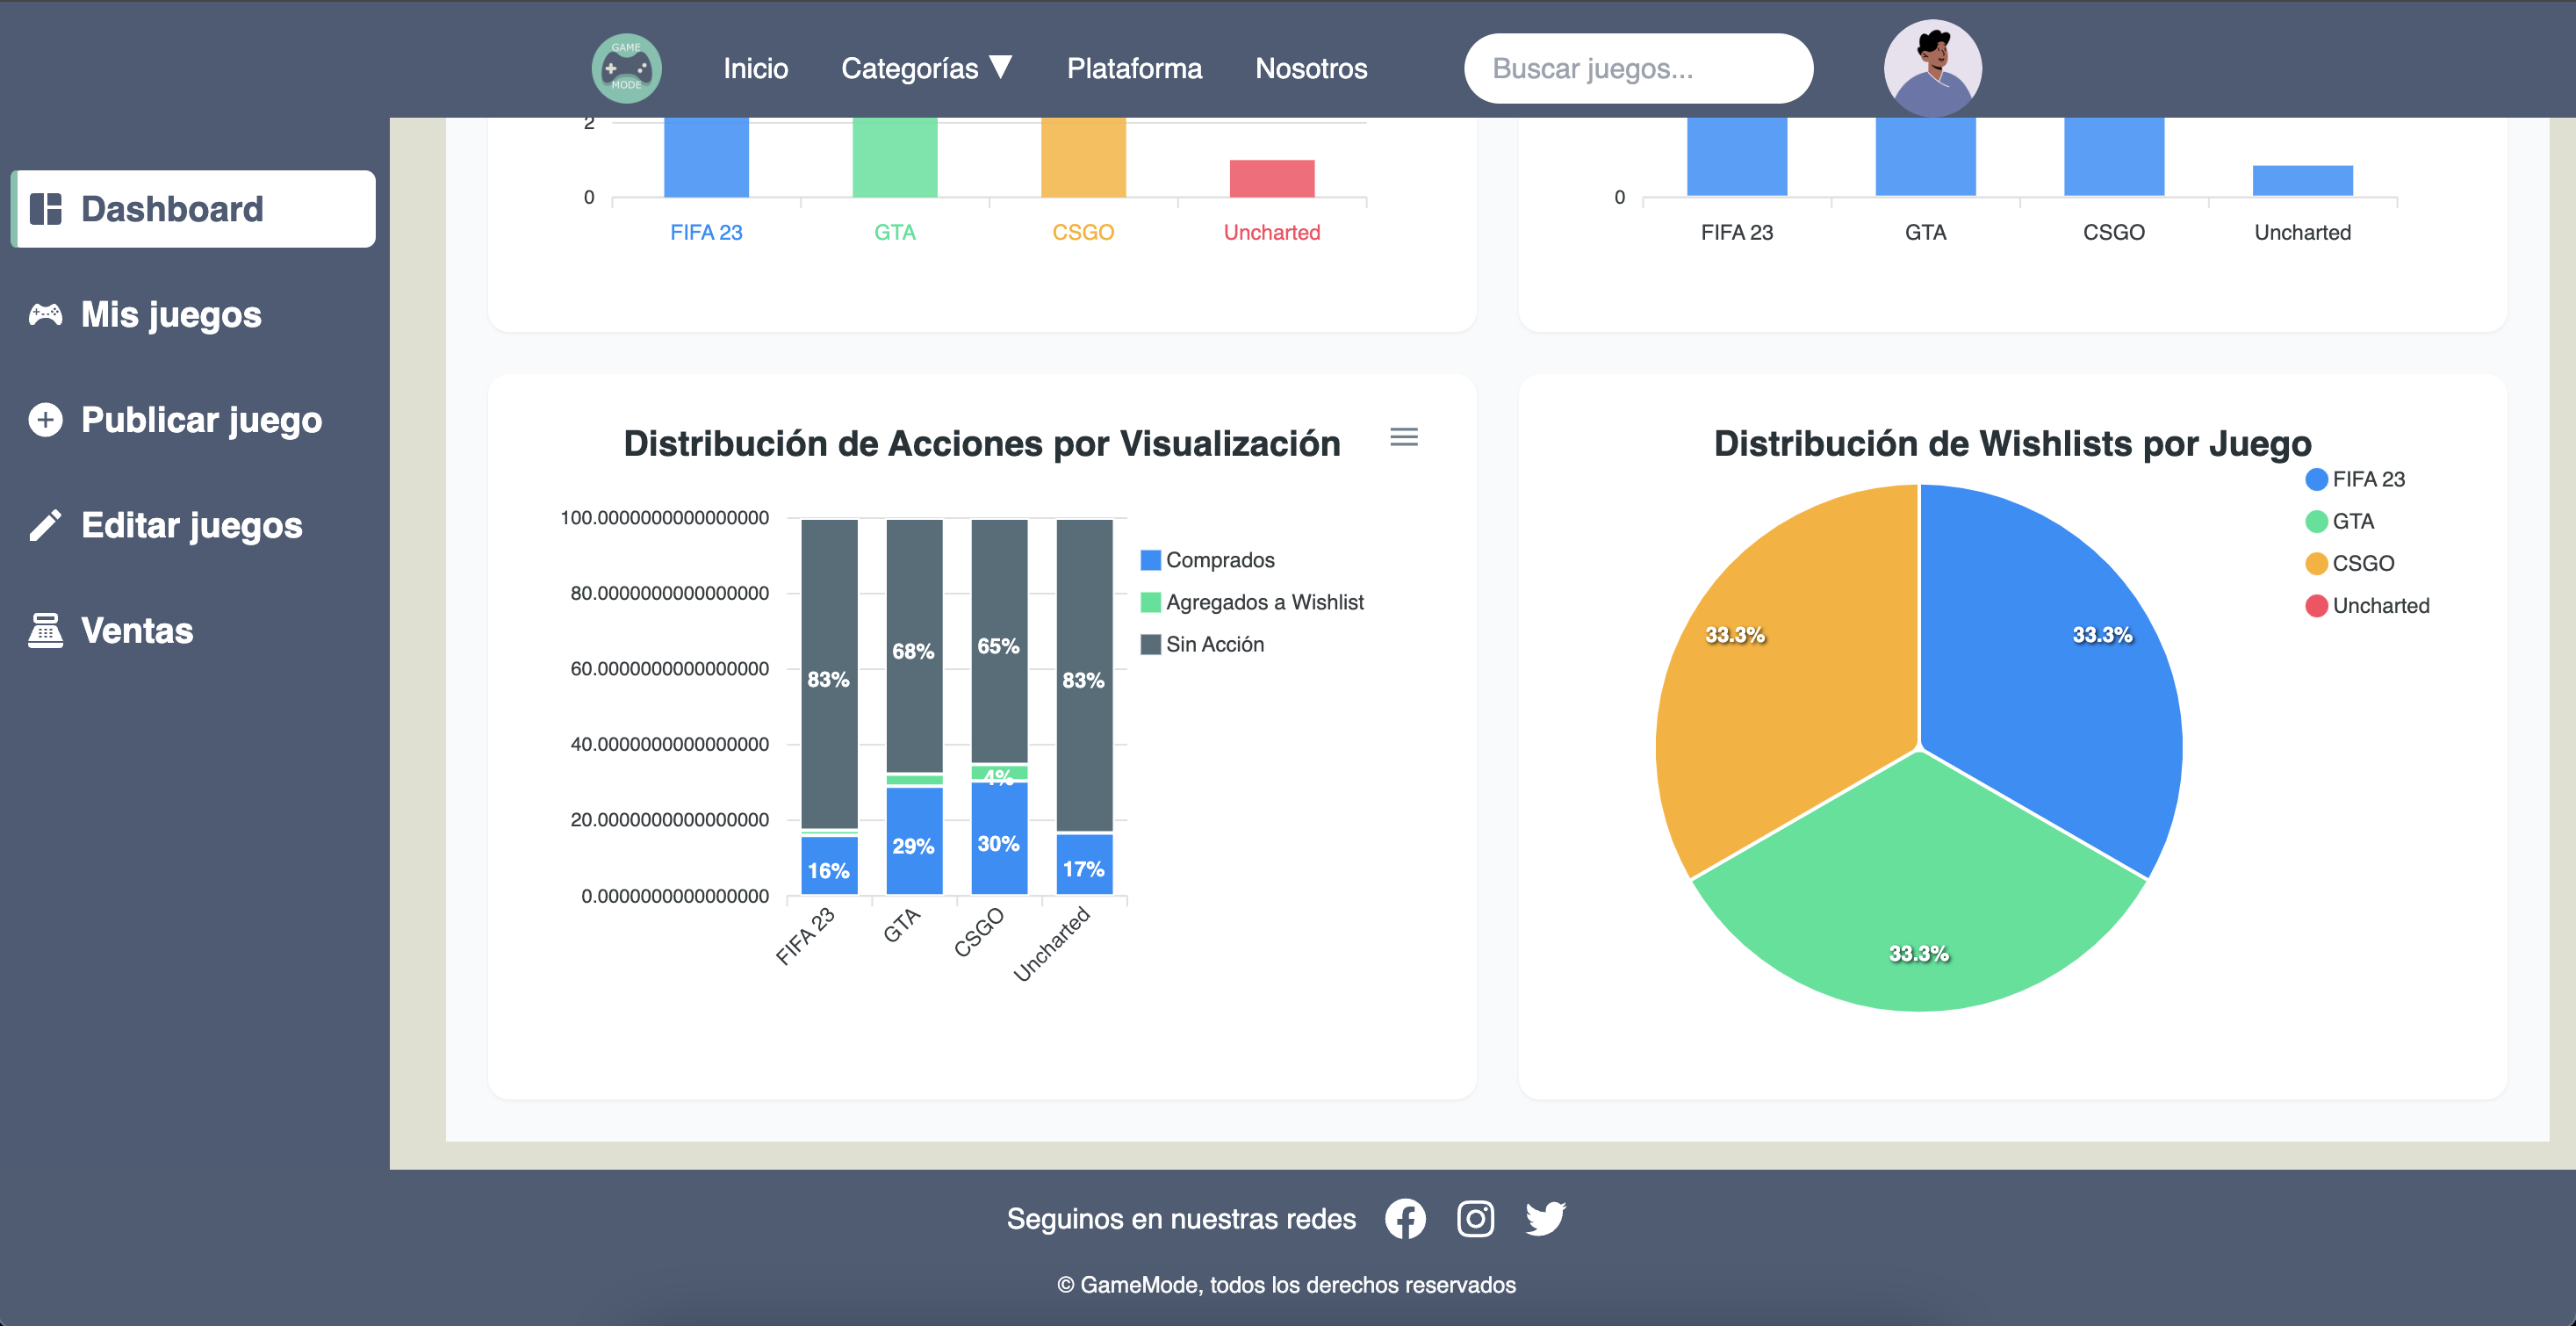 GAME
MODE
Inicio
Categorías ▼
Plataforma
Nosotros
Buscar juegos...
Dashboard
Mis juegos
Publicar juego
Editar juegos
Ventas
2
0
FIFA 23
GTA
CSGO
Uncharted
0
FIFA 23
GTA
CSGO
Uncharted
Distribución de Acciones por Visualización
100.0000000000000000
80.0000000000000000
60.0000000000000000
40.0000000000000000
20.0000000000000000
0.0000000000000000
83%
68%
65%
83%
4%
16%
29%
30%
17%
FIFA 23
GTA
CSGO
Uncharted
Comprados
Agregados a Wishlist
Sin Acción
Distribución de Wishlists por Juego
FIFA 23
GTA
CSGO
Uncharted
33.3%
33.3%
33.3%
Seguinos en nuestras redes
© GameMode, todos los derechos reservados